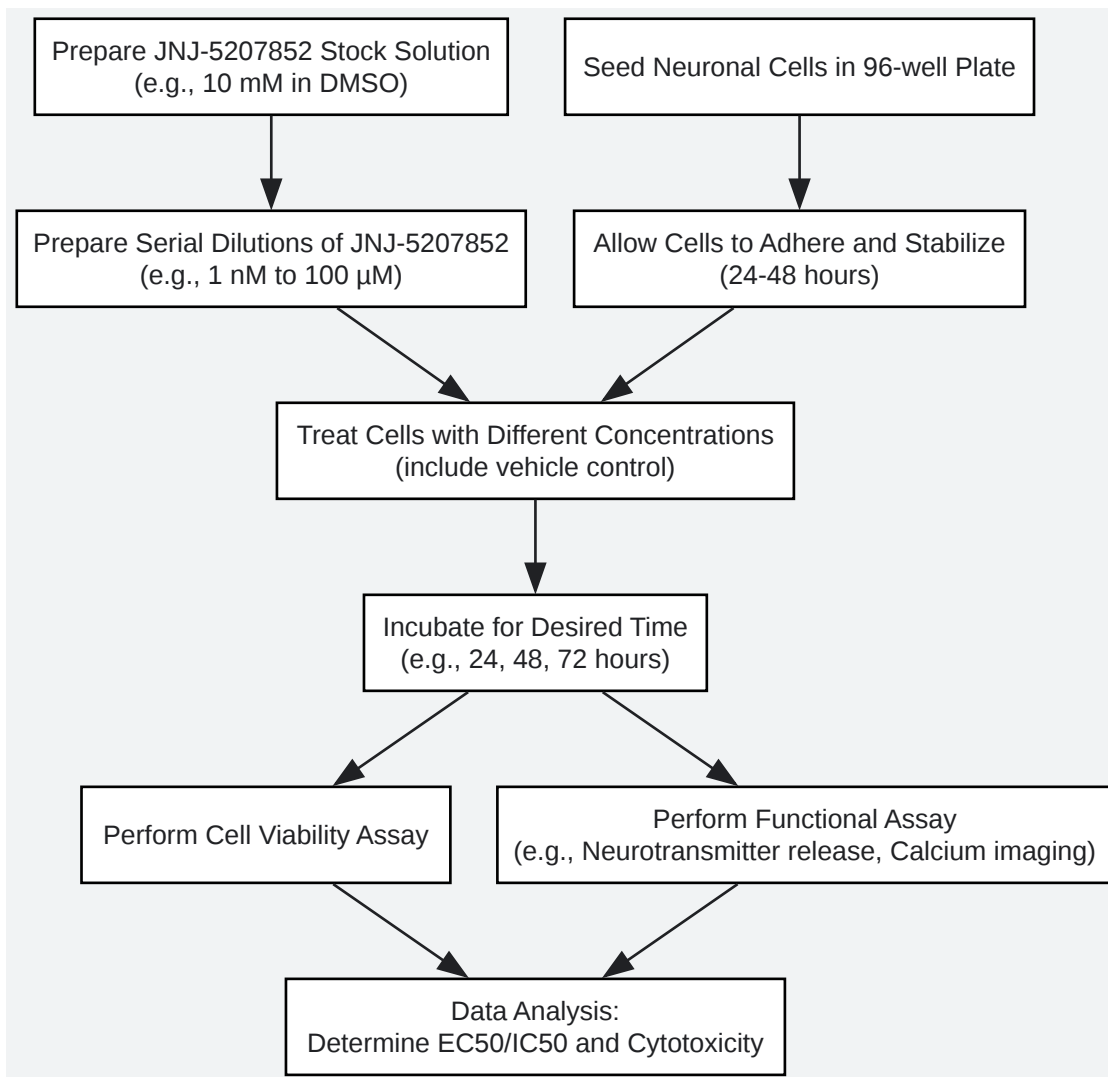 Prepare JNJ-5207852 Stock Solution
(e.g., 10 mM in DMSO)
Seed Neuronal Cells in 96-well Plate
Prepare Serial Dilutions of JNJ-5207852
(e.g., 1 nM to 100 µM)
Allow Cells to Adhere and Stabilize
(24-48 hours)
Treat Cells with Different Concentrations
(include vehicle control)
Incubate for Desired Time
(e.g., 24, 48, 72 hours)
Perform Cell Viability Assay
Perform Functional Assay
(e.g., Neurotransmitter release, Calcium imaging)
Data Analysis:
Determine EC50/IC50 and Cytotoxicity